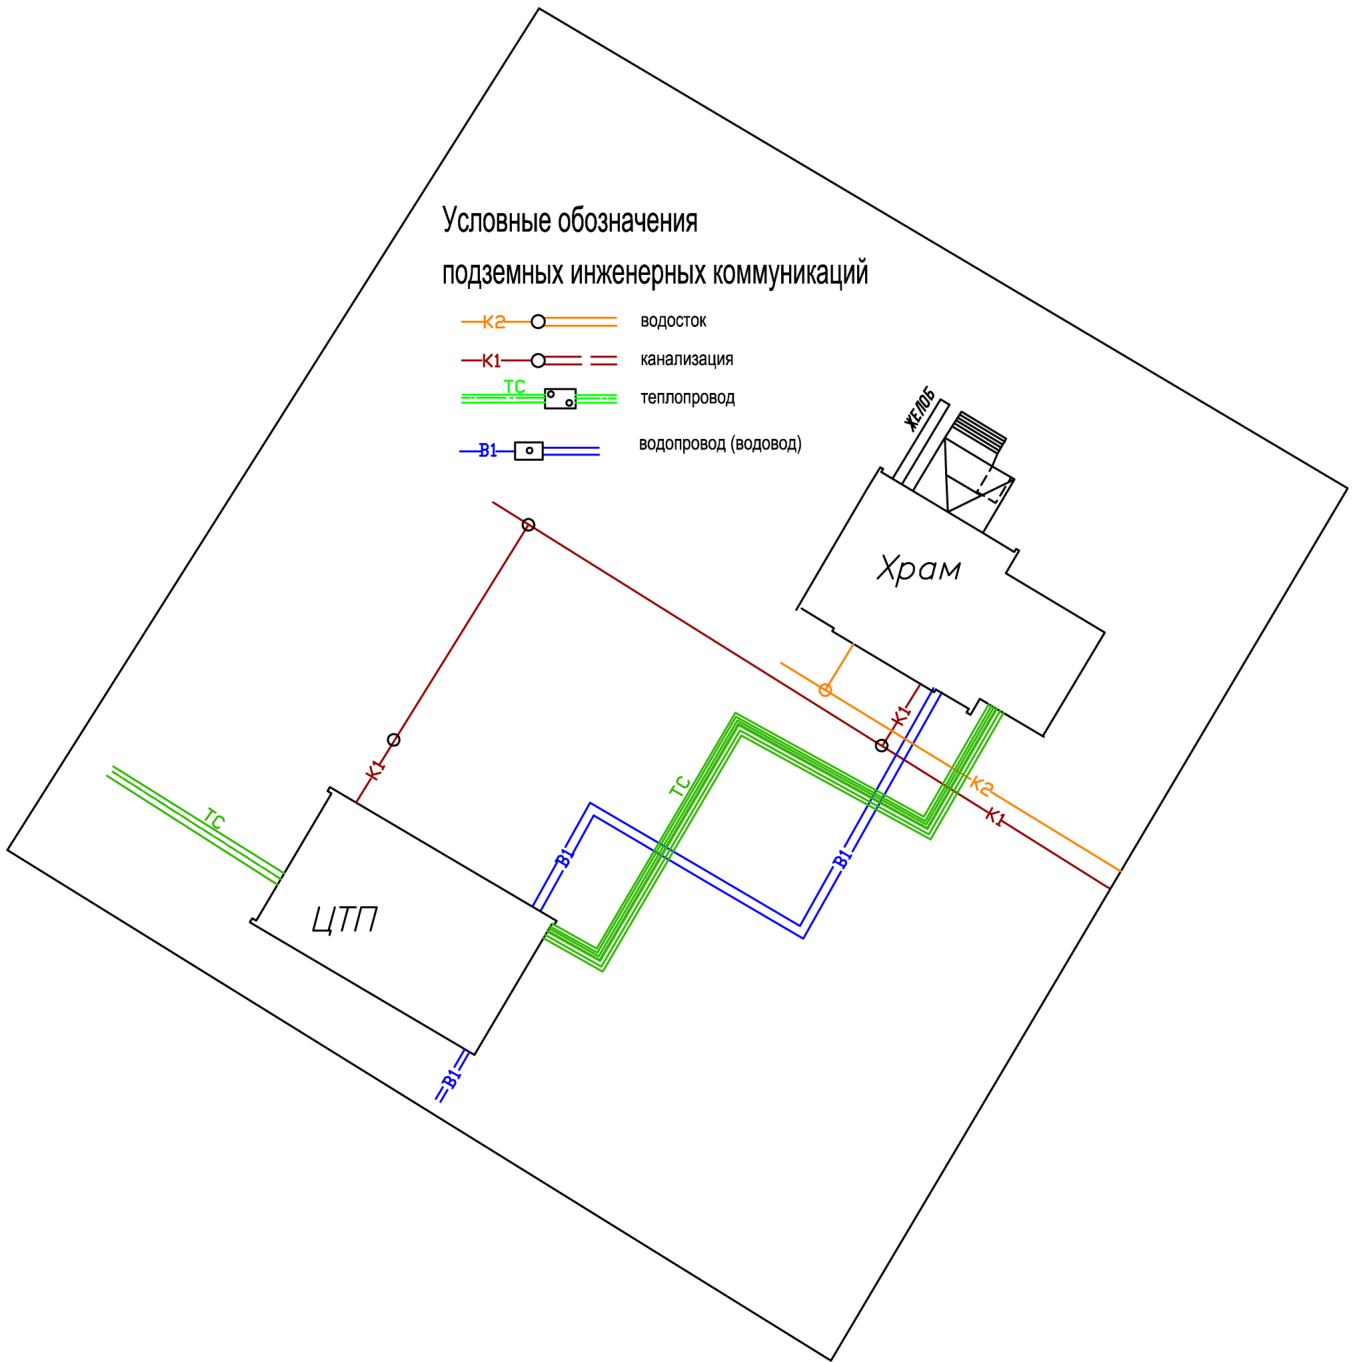 Условные обозначения
подземных инженерных коммуникаций
К2 водосток
К1 канализация
ТС теплопровод
В1 водопровод (водовод)
ЖЕЛОБ
Храм
К1
К2
К1
ТС
К1
ТС
В1
В1
ЦТП
В1